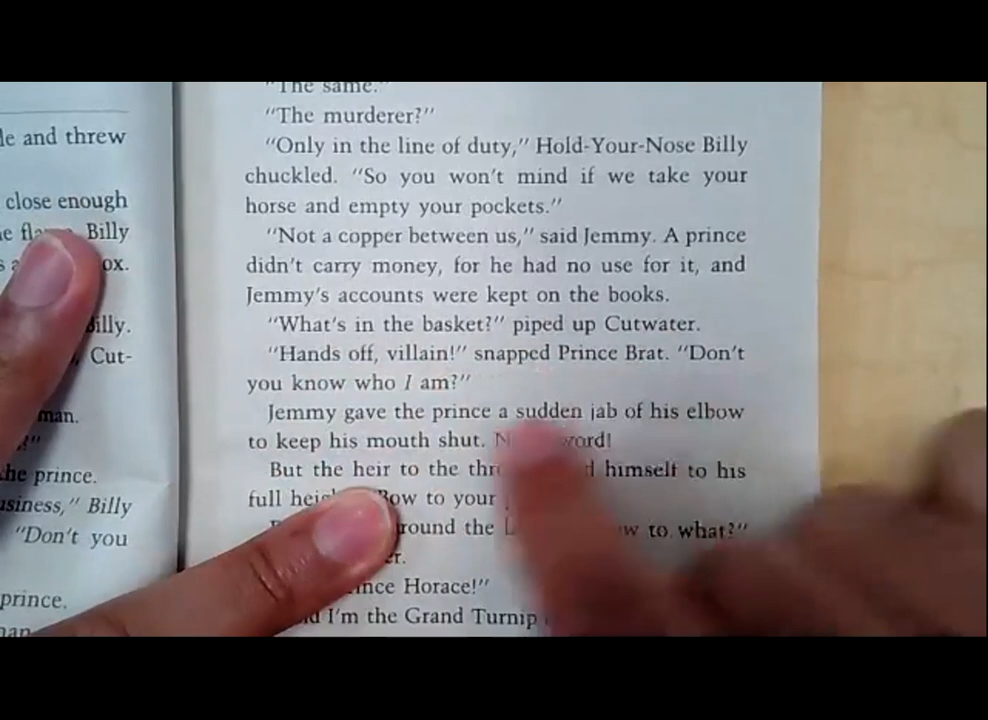 le and threw
close enough
Billy
ox.
Billy.
Cut-
man.
the prince.
siness," Billy
"Don't you
prince.
"The same."
"The murderer?"
"Only in the line of duty," Hold-Your-Nose Billy
chuckled. "So you won't mind if we take your
horse and empty your pockets."
"Not a copper between us," said Jemmy. A prince
didn't carry money, for he had no use for it, and
Jemmy's accounts were kept on the books.
"What's in the basket?" piped up Cutwater.
"Hands off, villain!" snapped Prince Brat. "Don't
you know who I am?"
Jemmy gave the prince a sudden jab of his elbow
to keep his mouth shut. word!
But the heir to the himself to his
full Bow to your
round the to what?"
Horace!"
I'm the Grand Turnip